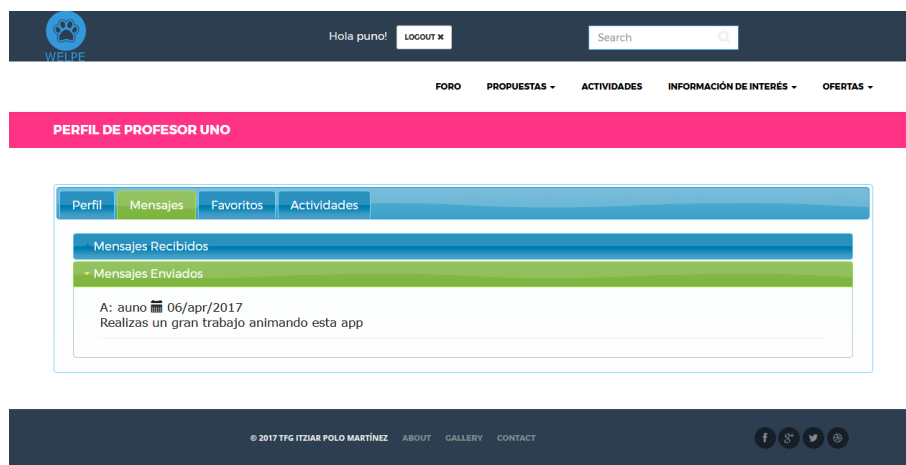 WELPE
Hola puno! LOGOUT ✖ Search
FORO PROPUESTAS ACTIVIDADES INFORMACIÓN DE INTERÉS OFERTAS
PERFIL DE PROFESOR UNO
Perfil Mensajes Favoritos Actividades
Mensajes Recibidos
Mensajes Enviados
A: auno 06/apr/2017
Realizas un gran trabajo animando esta app
© 2017 TFG ITZIAR POLO MARTÍNEZ ABOUT GALLERY CONTACT